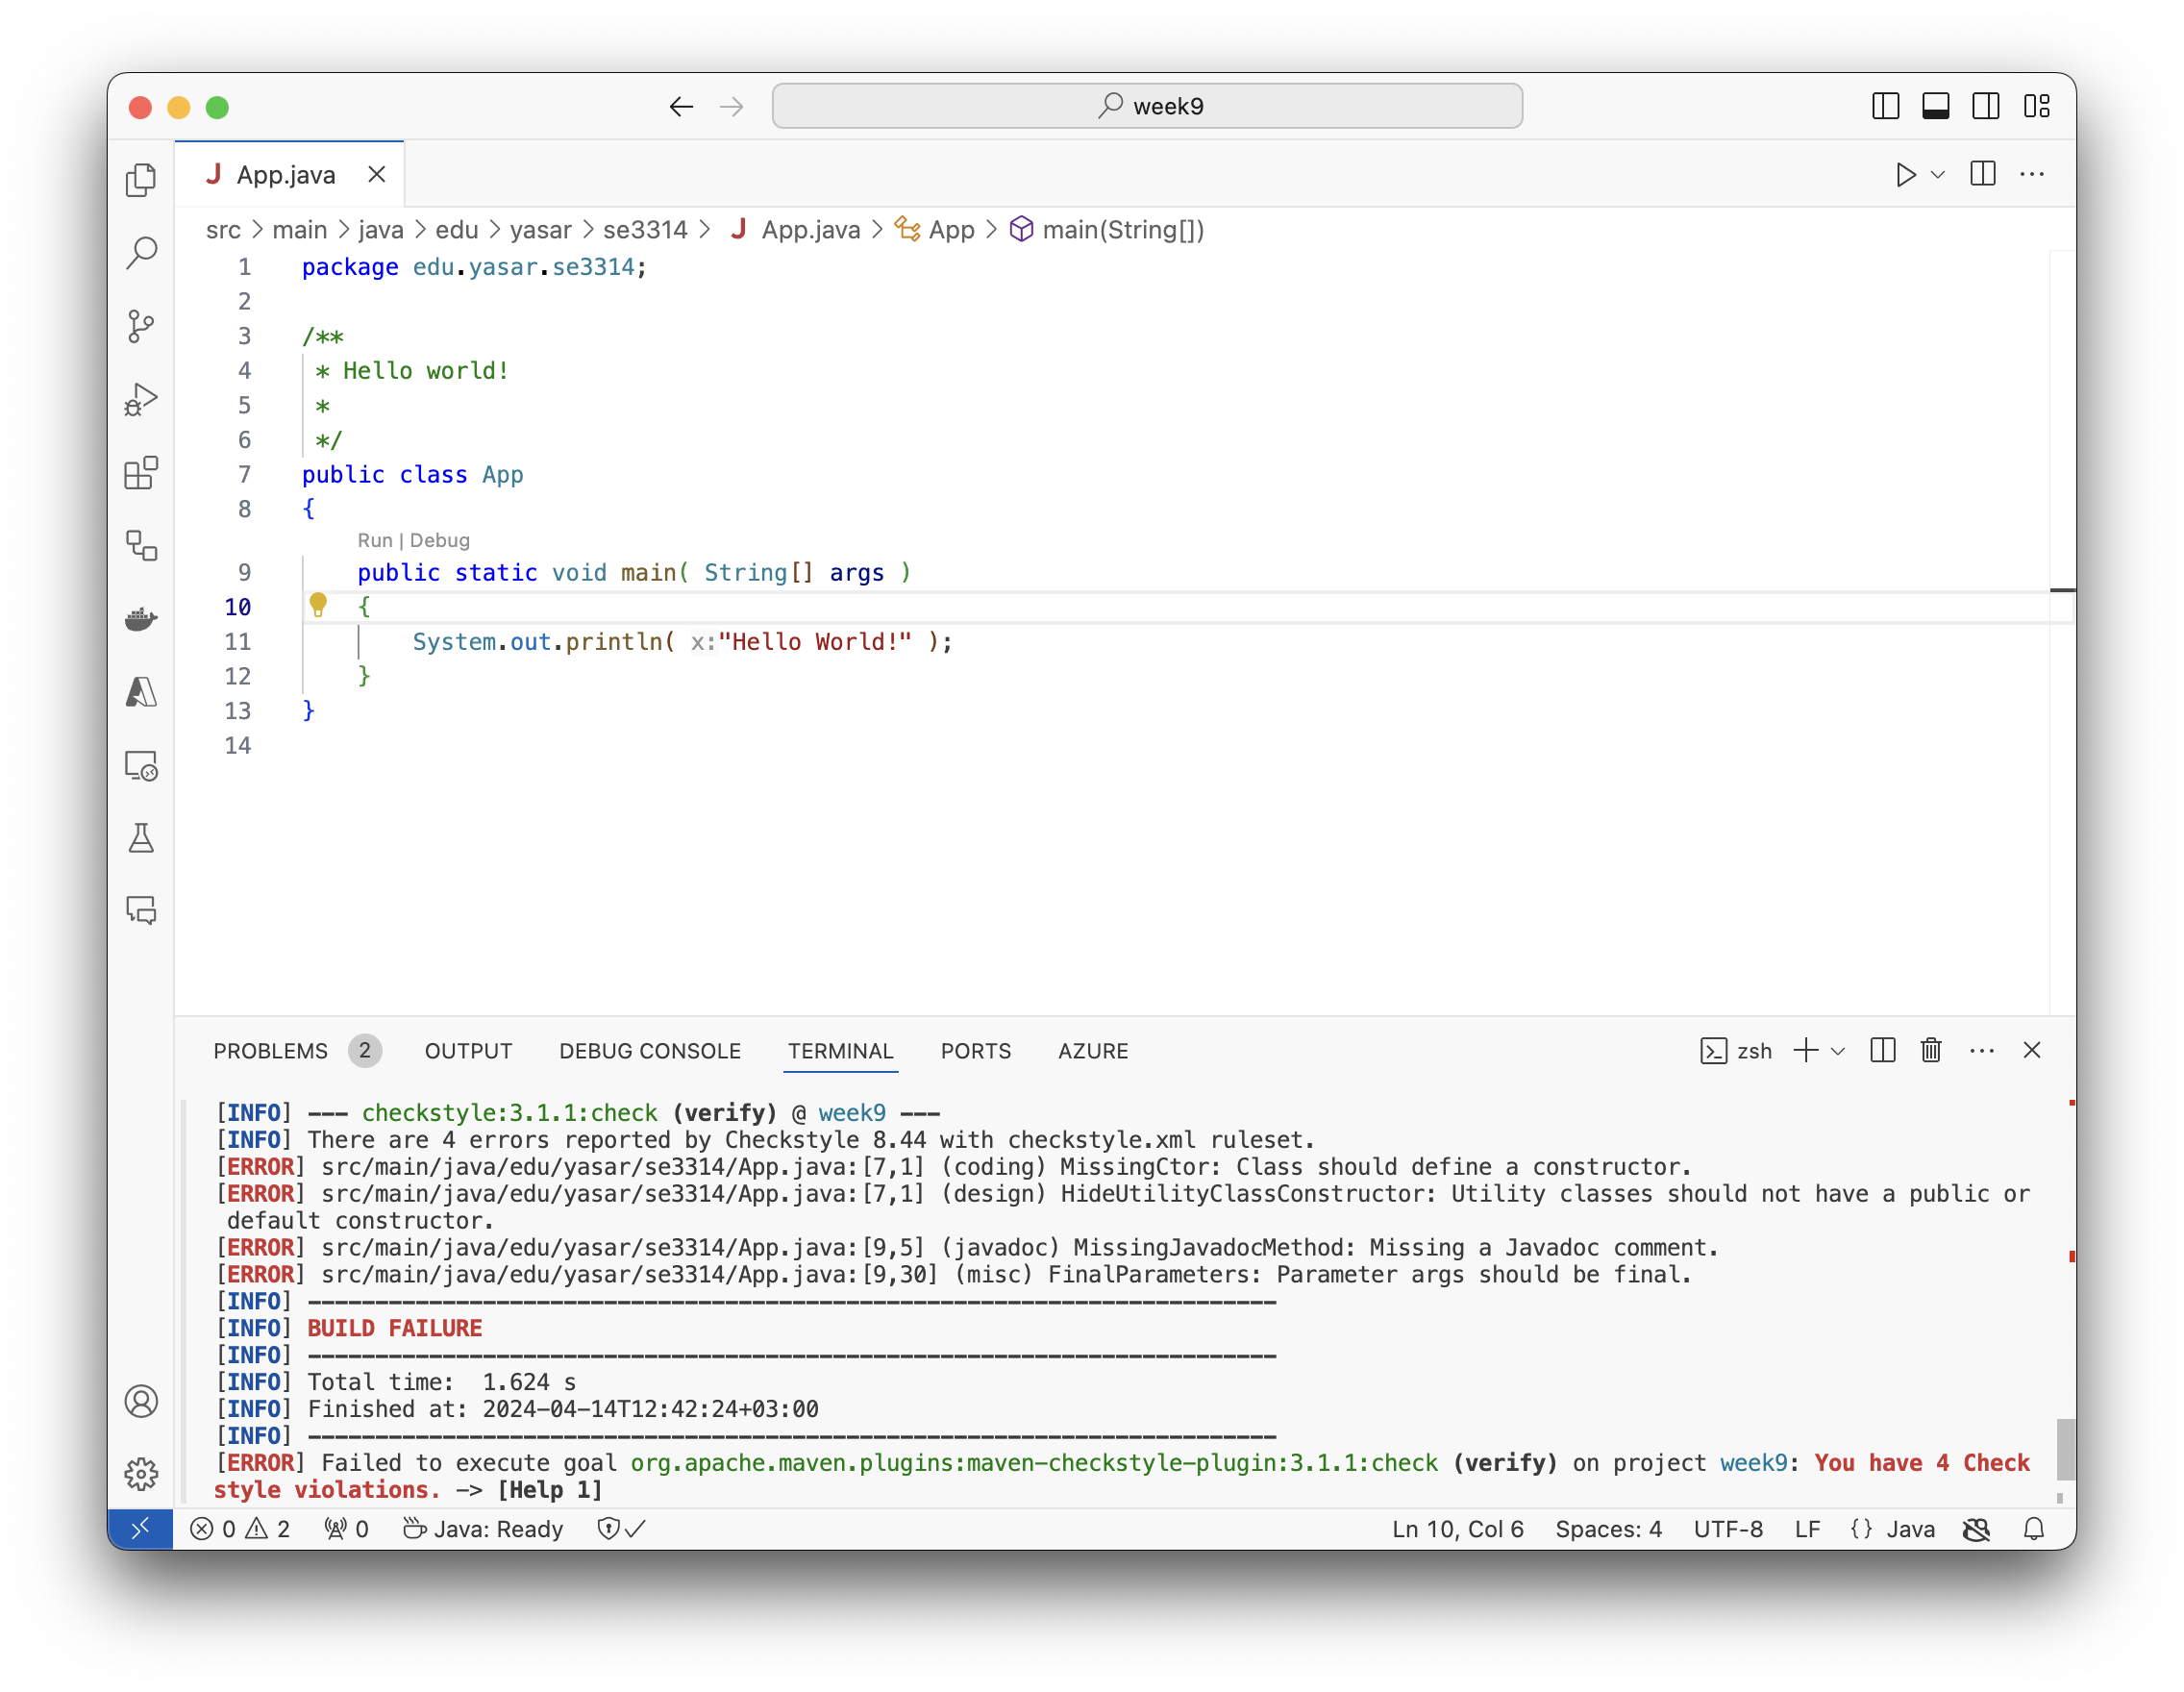 week9
App.java
src > main > java > edu > yasar > se3314 > App.java > App > main(String[])
1 package edu.yasar.se3314;
2
3 /**
4 * Hello world!
5 *
6 */
7 public class App
8 {
Run | Debug
9 public static void main( String[] args )
10 {
11 System.out.println( x:"Hello World!" );
12 }
13 }
14
PROBLEMS 2 OUTPUT DEBUG CONSOLE TERMINAL PORTS AZURE zsh
[INFO] --- checkstyle:3.1.1:check (verify) @ week9 ---
[INFO] There are 4 errors reported by Checkstyle 8.44 with checkstyle.xml ruleset.
[ERROR] src/main/java/edu/yasar/se3314/App.java:[7,1] (coding) MissingCtor: Class should define a constructor.
[ERROR] src/main/java/edu/yasar/se3314/App.java:[7,1] (design) HideUtilityClassConstructor: Utility classes should not have a public or
default constructor.
[ERROR] src/main/java/edu/yasar/se3314/App.java:[9,5] (javadoc) MissingJavadocMethod: Missing a Javadoc comment.
[ERROR] src/main/java/edu/yasar/se3314/App.java:[9,30] (misc) FinalParameters: Parameter args should be final.
[INFO] ------------------------------------------------------------------------
[INFO] BUILD FAILURE
[INFO] ------------------------------------------------------------------------
[INFO] Total time:  1.624 s
[INFO] Finished at: 2024-04-14T12:42:24+03:00
[INFO] ------------------------------------------------------------------------
[ERROR] Failed to execute goal org.apache.maven.plugins:maven-checkstyle-plugin:3.1.1:check (verify) on project week9: You have 4 Check
style violations. -> [Help 1]
0 2 0 Java: Ready Ln 10, Col 6 Spaces: 4 UTF-8 LF {} Java